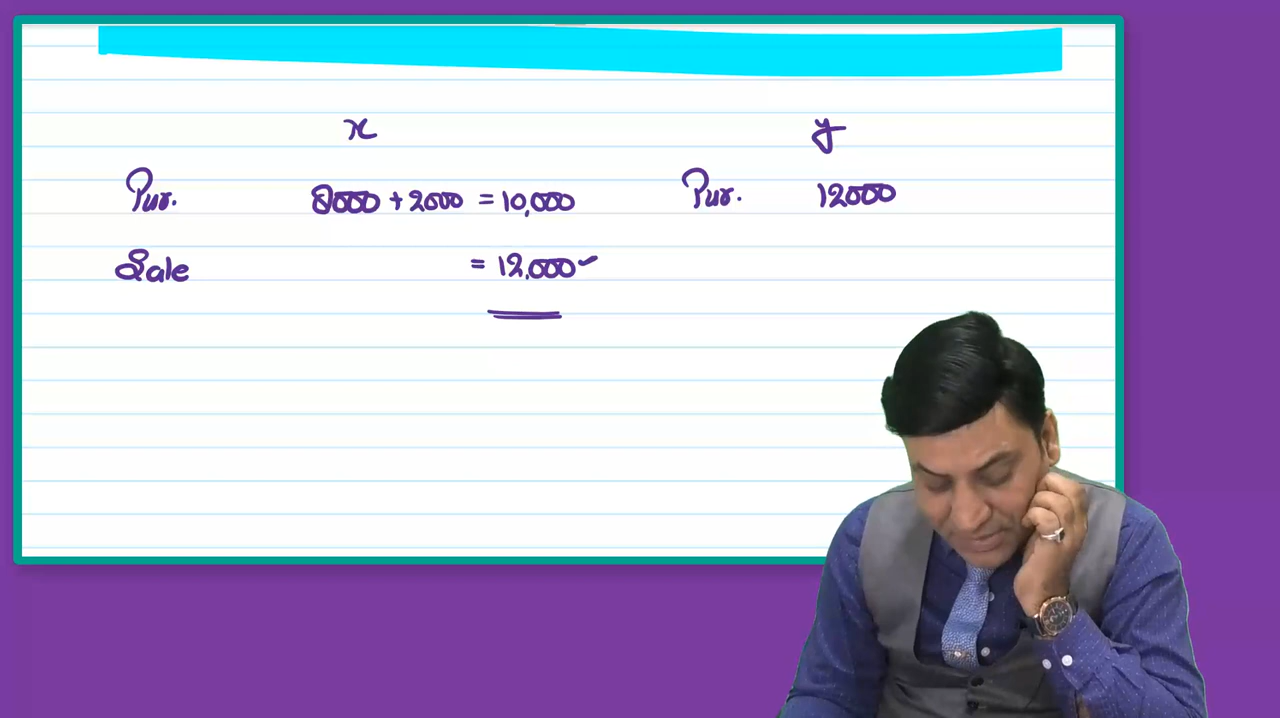 x y
Pur. 8000 + 2000 = 10,000 Pur. 12000
Sale = 12,000